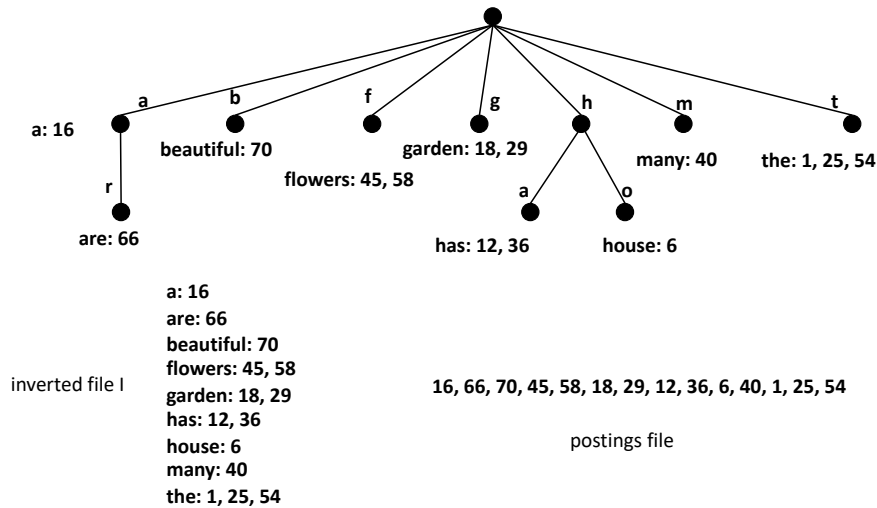 a b f g h m t
a: 16
beautiful: 70
garden: 18, 29
many: 40
the: 1, 25, 54
flowers: 45, 58
r a o
are: 66
has: 12, 36
house: 6
a: 16
are: 66
beautiful: 70
flowers: 45, 58
garden: 18, 29
has: 12, 36
house: 6
many: 40
the: 1, 25, 54
inverted file I
16, 66, 70, 45, 58, 18, 29, 12, 36, 6, 40, 1, 25, 54
postings file